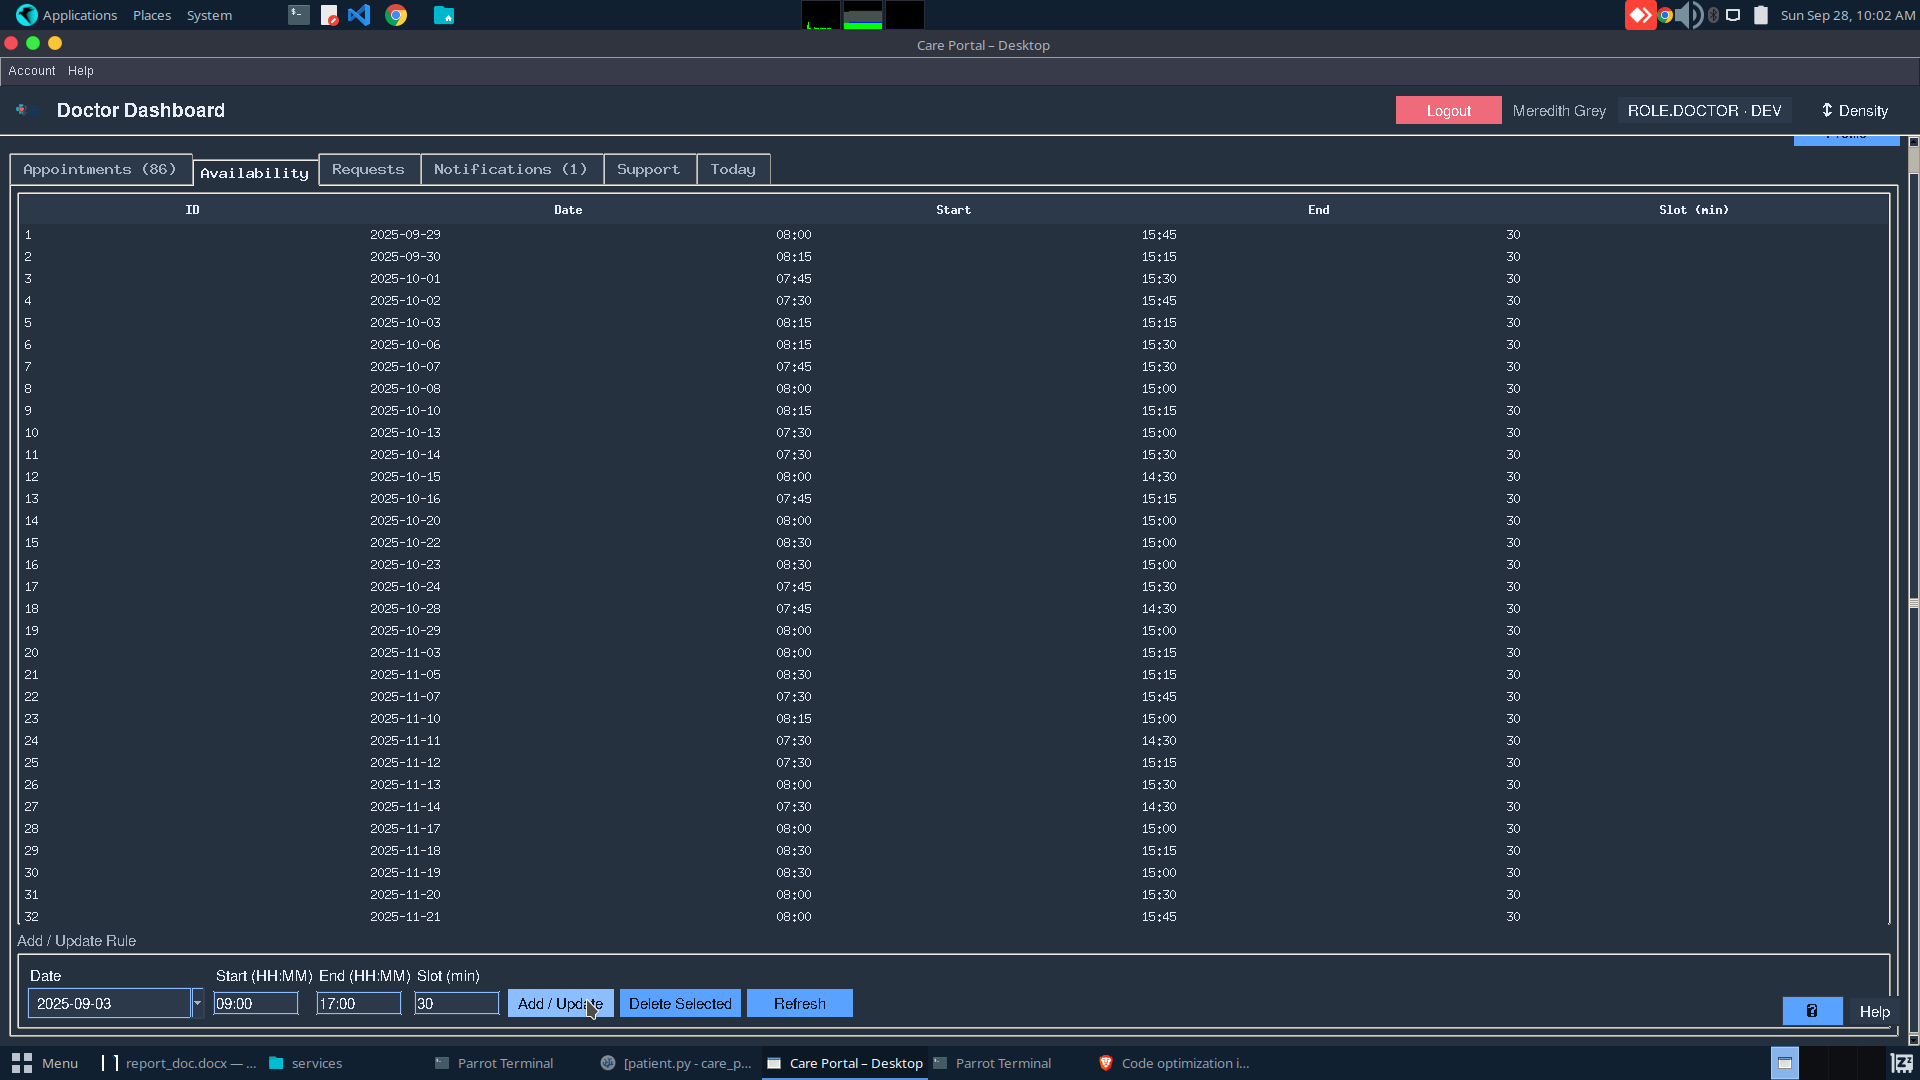 Applications Places System Sun Sep 28, 10:02 AM
Care Portal – Desktop
Account Help
Doctor Dashboard Logout Meredith Grey ROLE.DOCTOR · DEV ↕ Density
Appointments (86) Availability Requests Notifications (1) Support Today
ID Date Start End Slot (min)
1 2025-09-29 08:00 15:45 30
2 2025-09-30 08:15 15:15 30
3 2025-10-01 07:45 15:30 30
4 2025-10-02 07:30 15:45 30
5 2025-10-03 08:15 15:15 30
6 2025-10-06 08:15 15:30 30
7 2025-10-07 07:45 15:30 30
8 2025-10-08 08:00 15:00 30
9 2025-10-10 08:15 15:15 30
10 2025-10-13 07:30 15:00 30
11 2025-10-14 07:30 15:30 30
12 2025-10-15 08:00 14:30 30
13 2025-10-16 07:45 15:15 30
14 2025-10-20 08:00 15:00 30
15 2025-10-22 08:30 15:00 30
16 2025-10-23 08:30 15:00 30
17 2025-10-24 07:45 15:30 30
18 2025-10-28 07:45 14:30 30
19 2025-10-29 08:00 15:00 30
20 2025-11-03 08:00 15:15 30
21 2025-11-05 08:30 15:15 30
22 2025-11-07 07:30 15:45 30
23 2025-11-10 08:15 15:00 30
24 2025-11-11 07:30 14:30 30
25 2025-11-12 07:30 15:15 30
26 2025-11-13 08:00 15:30 30
27 2025-11-14 07:30 14:30 30
28 2025-11-17 08:00 15:00 30
29 2025-11-18 08:30 15:15 30
30 2025-11-19 08:30 15:00 30
31 2025-11-20 08:00 15:30 30
32 2025-11-21 08:00 15:45 30
Add / Update Rule
Date Start (HH:MM) End (HH:MM) Slot (min)
2025-09-03 09:00 17:00 30 Add / Update Delete Selected Refresh
Help
Menu report_doc.docx — ... services Parrot Terminal [patient.py - care_p... Care Portal – Desktop Parrot Terminal Code optimization i...